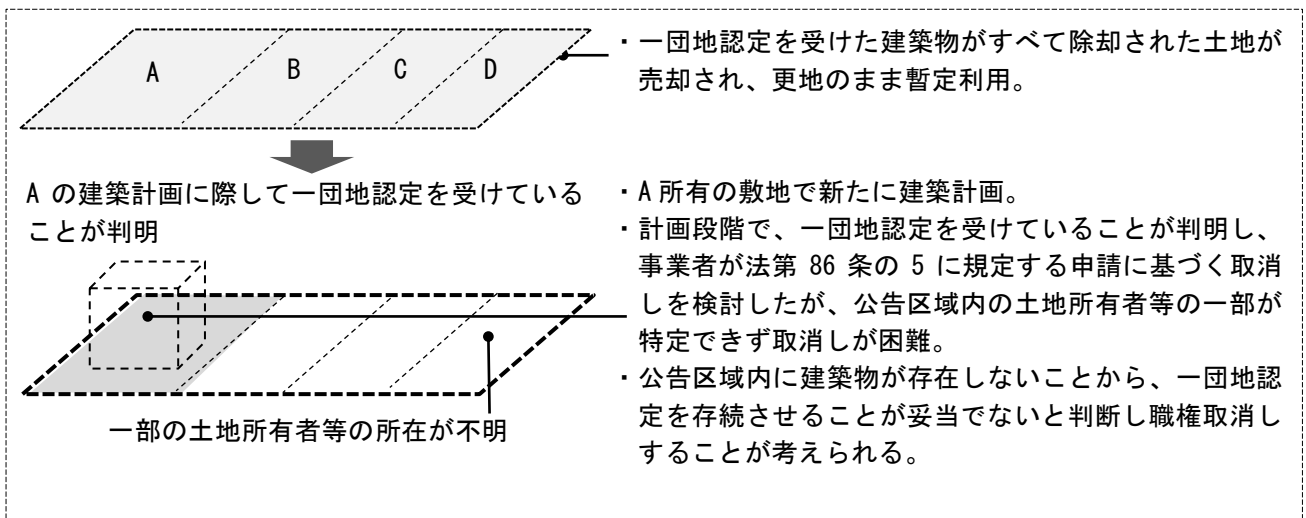 A B C D
・一団地認定を受けた建築物がすべて除却された土地が
売却され、更地のまま暫定利用。
A の建築計画に際して一団地認定を受けている
ことが判明
・A 所有の敷地で新たに建築計画。
・計画段階で、一団地認定を受けていることが判明し、
事業者が法第 86 条の 5 に規定する申請に基づく取消
しを検討したが、公告区域内の土地所有者等の一部が
特定できず取消しが困難。
・公告区域内に建築物が存在しないことから、一団地認
定を存続させることが妥当でないと判断し職権取消し
することが考えられる。
一部の土地所有者等の所在が不明